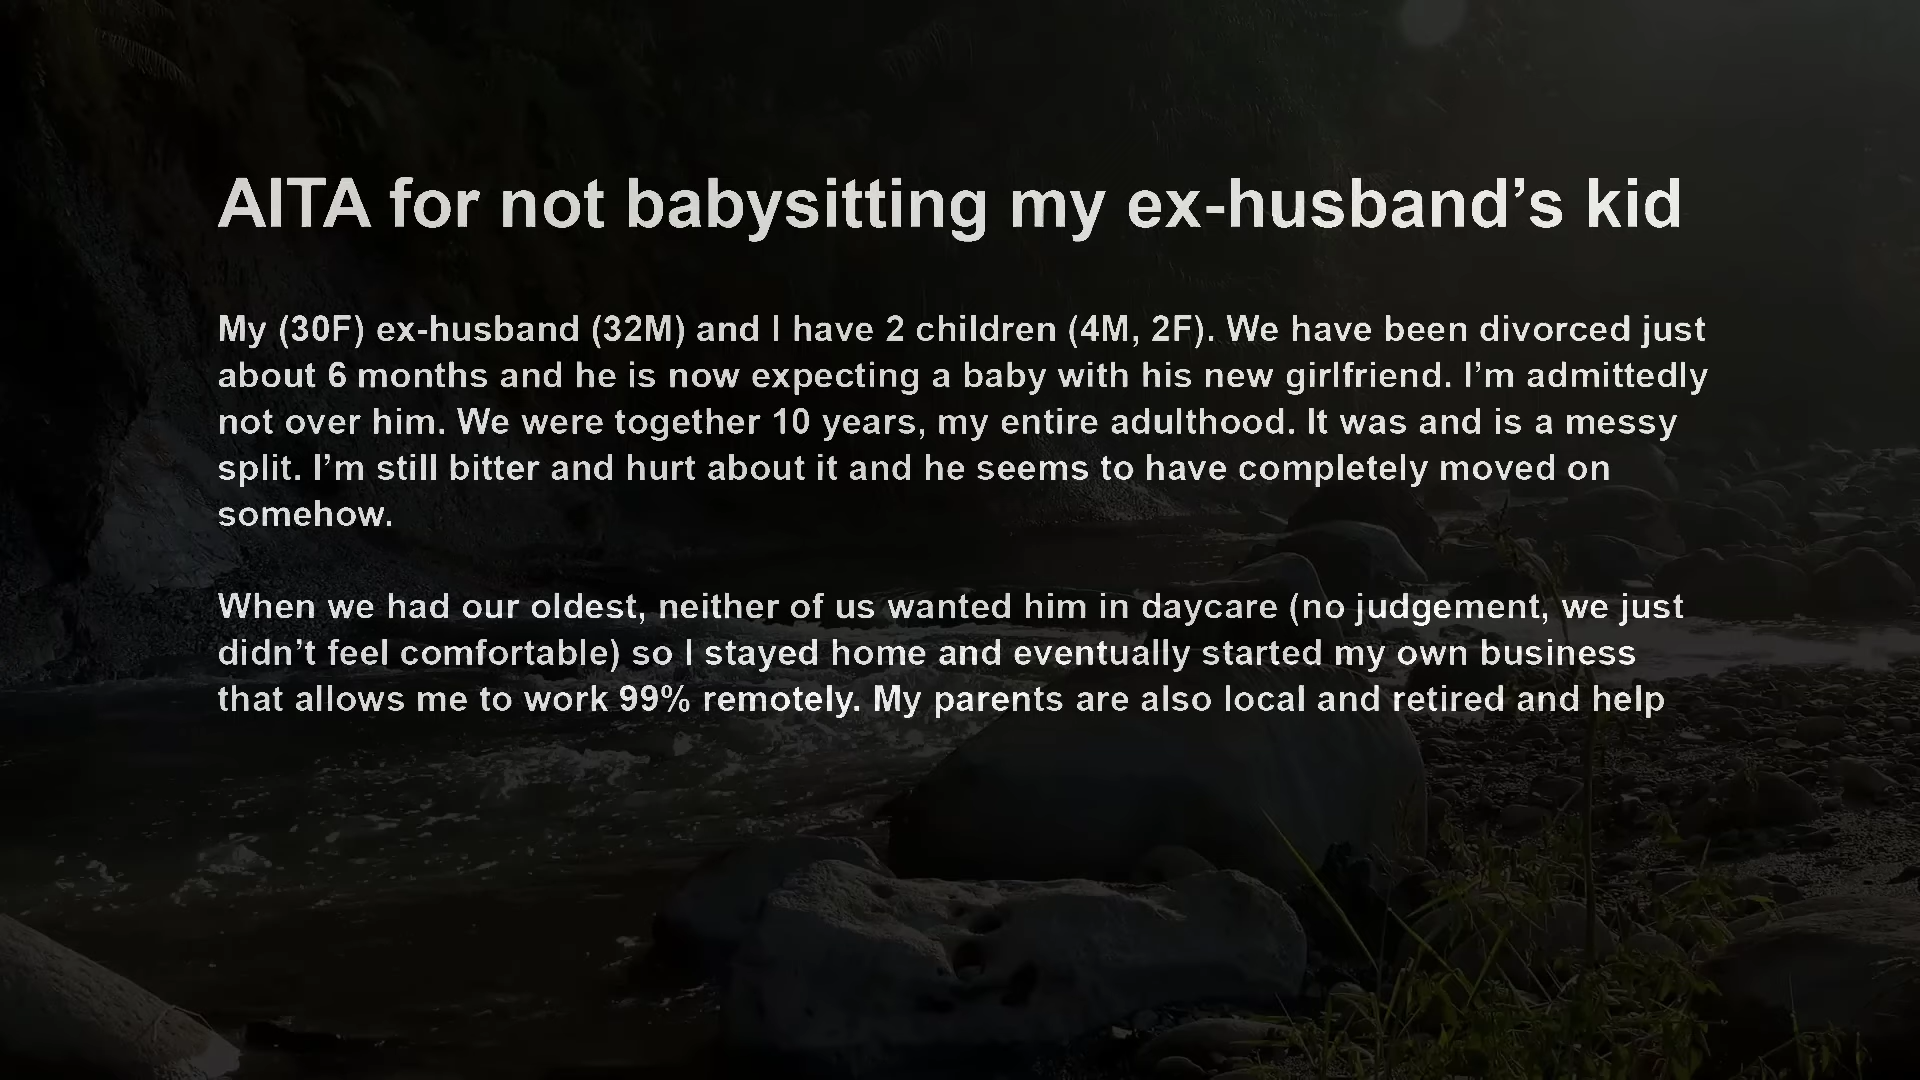 AITA for not babysitting my ex-husband’s kid
My (30F) ex-husband (32M) and I have 2 children (4M, 2F). We have been divorced just
about 6 months and he is now expecting a baby with his new girlfriend. I’m admittedly
not over him. We were together 10 years, my entire adulthood. It was and is a messy
split. I’m still bitter and hurt about it and he seems to have completely moved on
somehow.
When we had our oldest, neither of us wanted him in daycare (no judgement, we just
didn’t feel comfortable) so I stayed home and eventually started my own business
that allows me to work 99% remotely. My parents are also local and retired and help